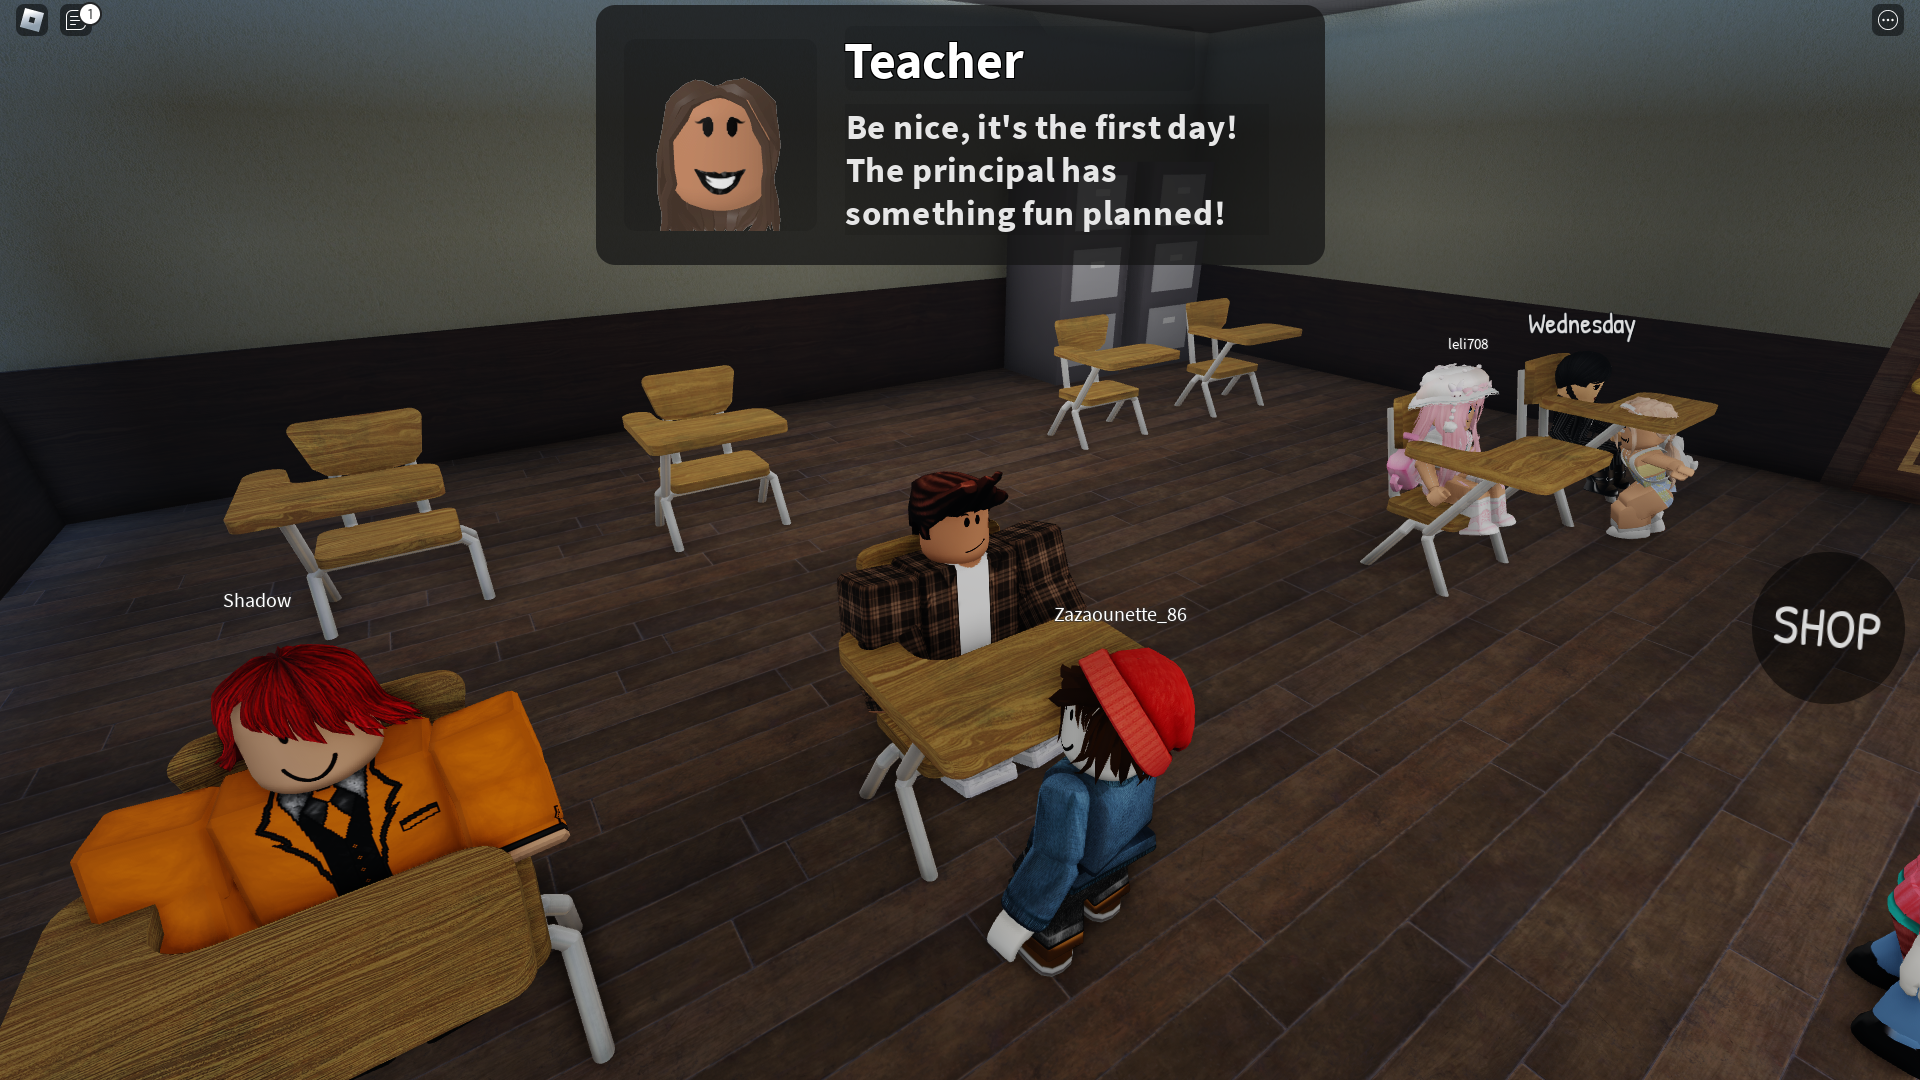 1
Teacher
Be nice, it's the first day!
The principal has
something fun planned!
Wednesday
leli708
Shadow
Zazaounette_86
SHOP